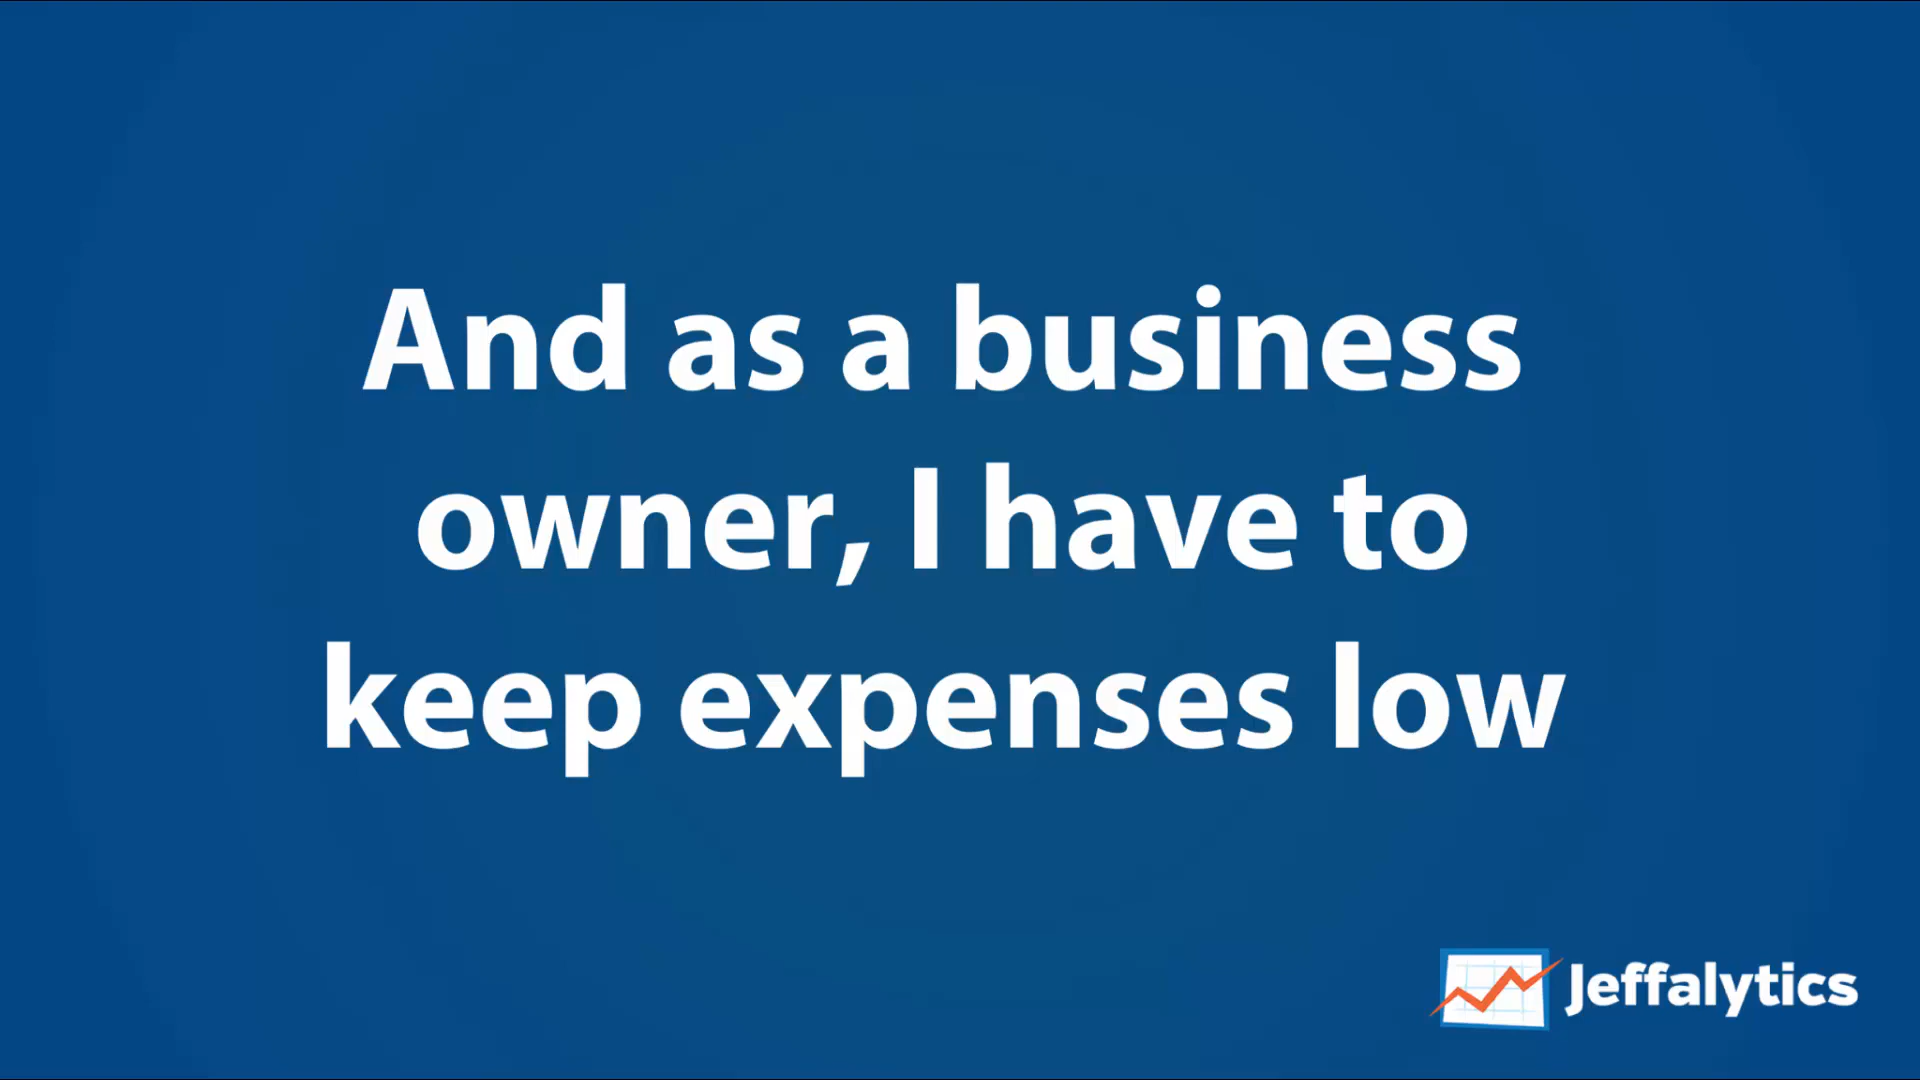 And as a business
owner, I have to
keep expenses low
Jeffalytics